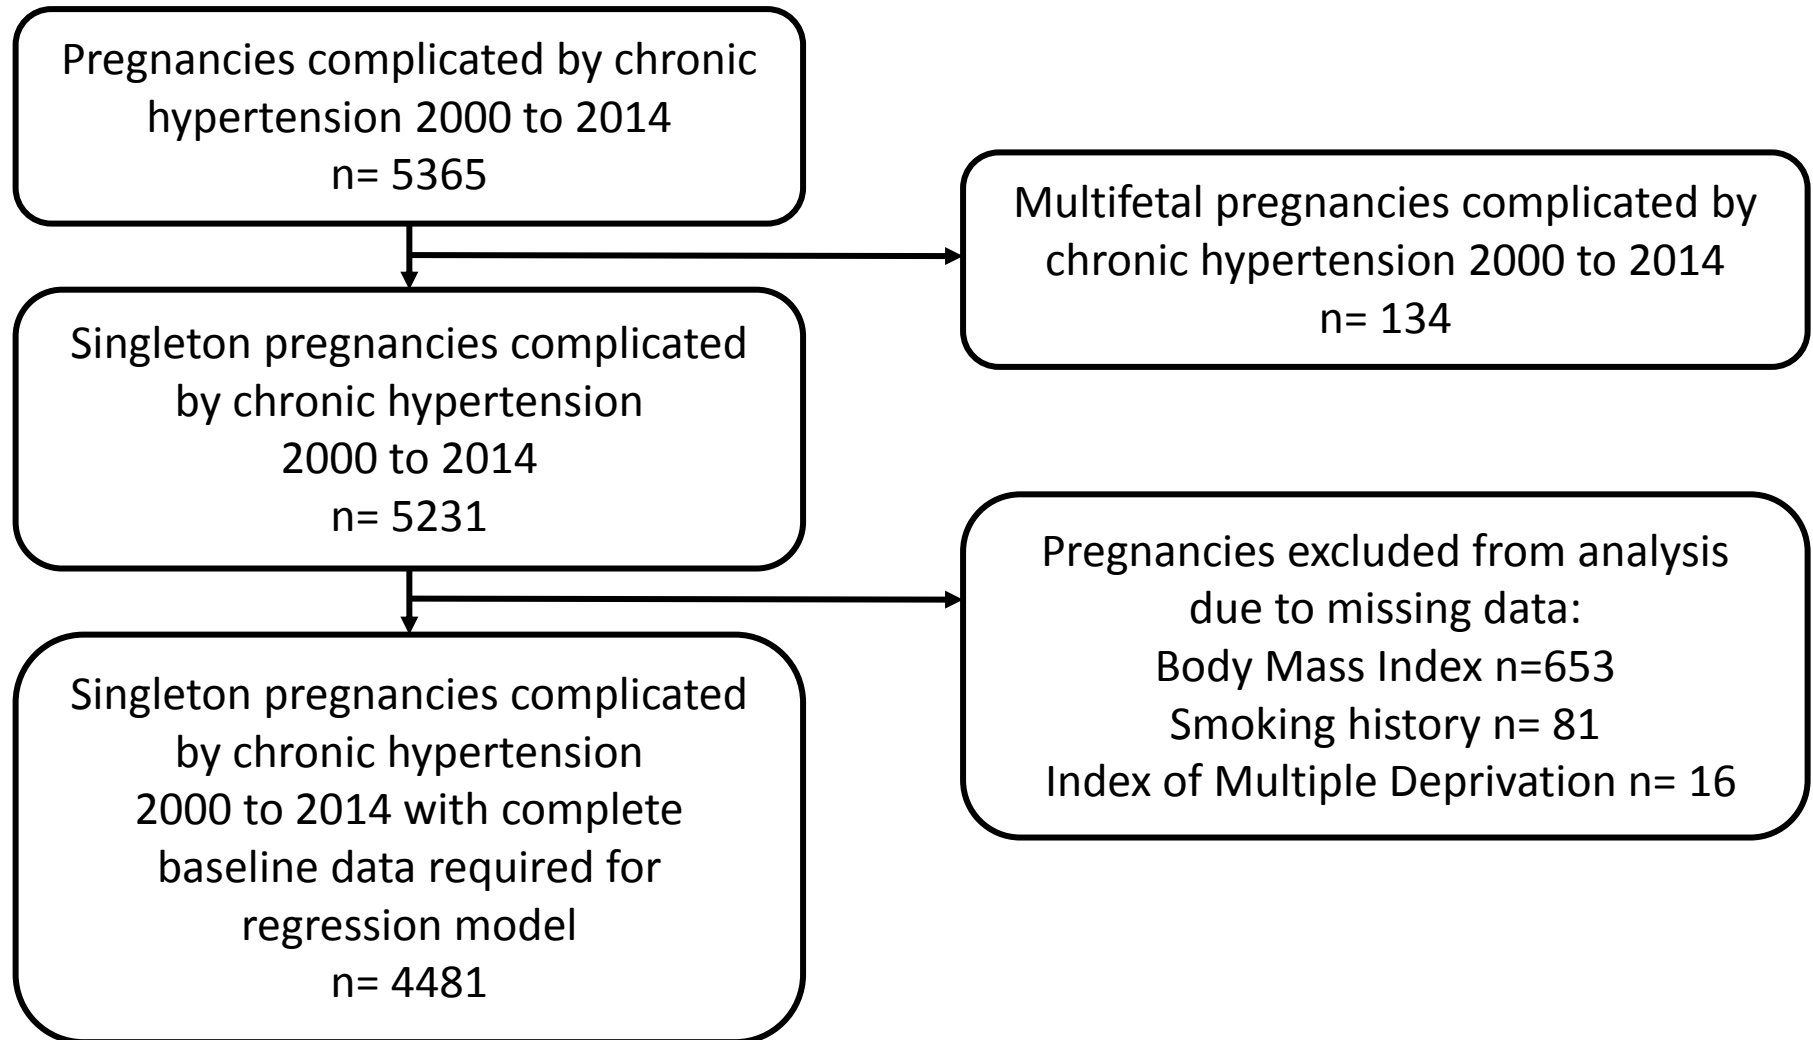 Pregnancies complicated by chronic
hypertension 2000 to 2014
n= 5365
Multifetal pregnancies complicated by
chronic hypertension 2000 to 2014
n= 134
Singleton pregnancies complicated
by chronic hypertension
2000 to 2014
n= 5231
Pregnancies excluded from analysis
due to missing data:
Body Mass Index n=653
Smoking history n= 81
Index of Multiple Deprivation n= 16
Singleton pregnancies complicated
by chronic hypertension
2000 to 2014 with complete
baseline data required for
regression model
n= 4481